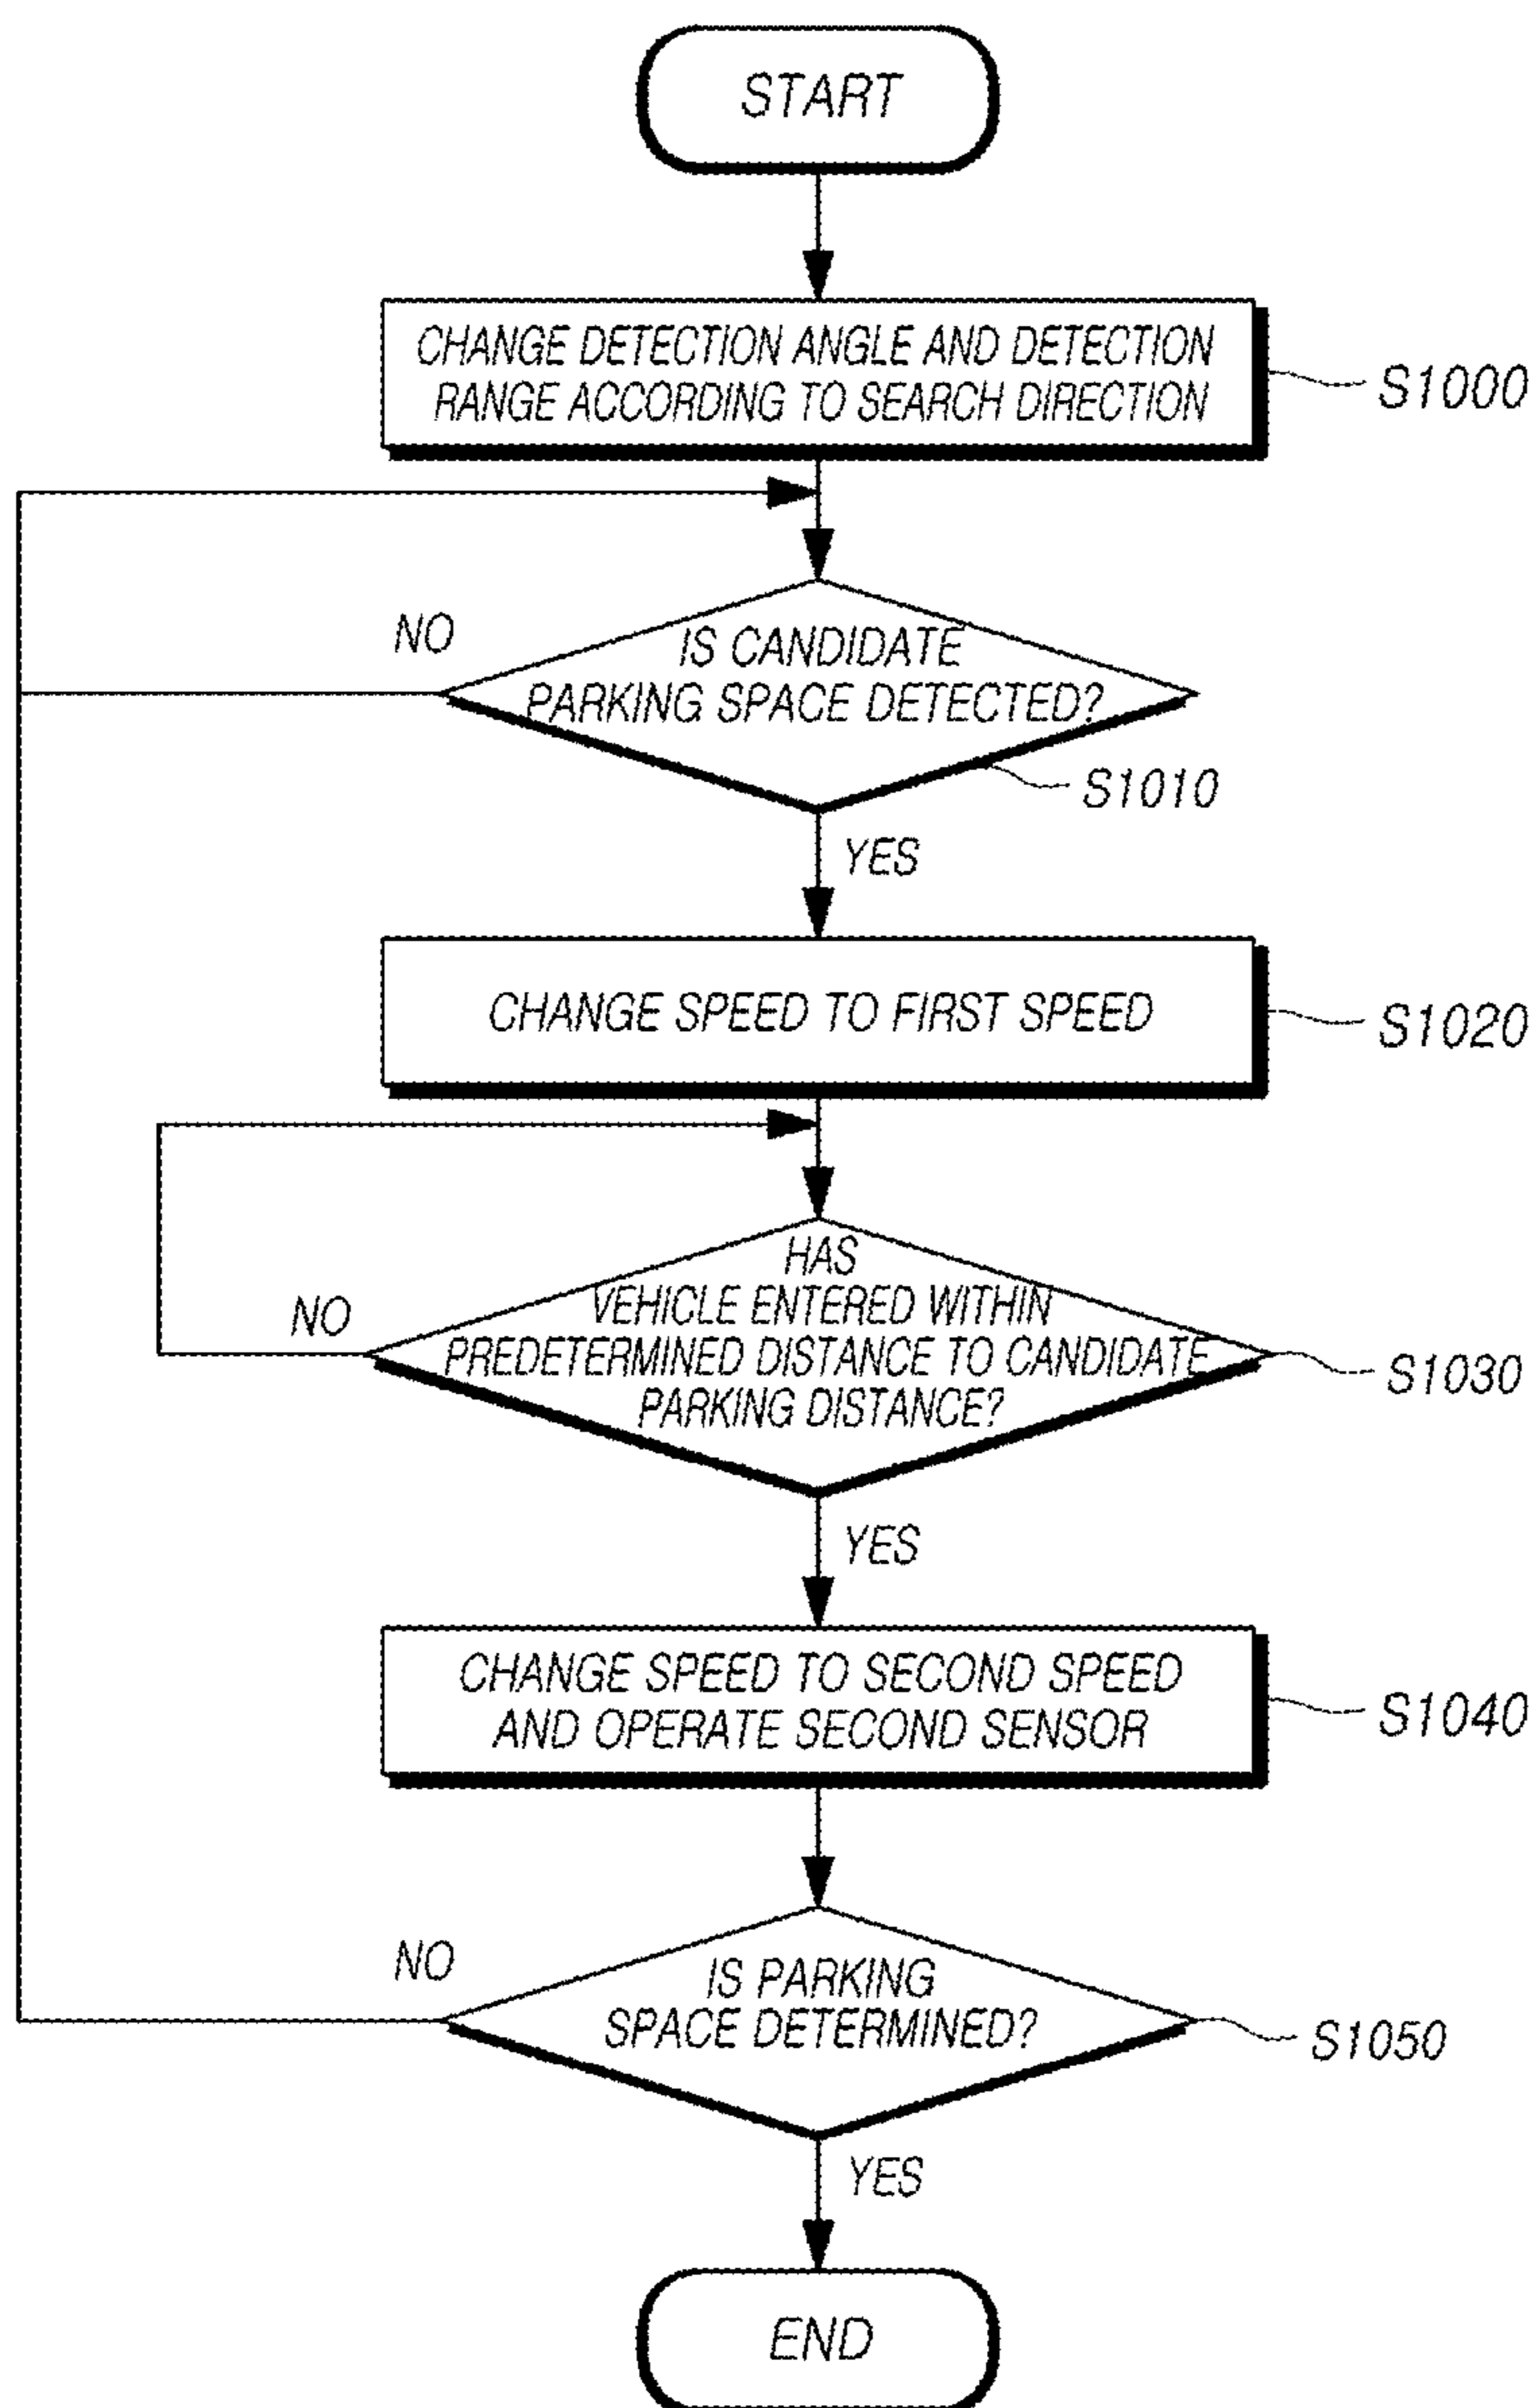 START
CHANGE DETECTION ANGLE AND DETECTION
RANGE ACCORDING TO SEARCH DIRECTION
S1000
NO
IS CANDIDATE
PARKING SPACE DETECTED?
S1010
YES
CHANGE SPEED TO FIRST SPEED
S1020
HAS
VEHICLE ENTERED WITHIN
NO
PREDETERMINED DISTANCE TO CANDIDATE
S1030
PARKING DISTANCE?
YES
CHANGE SPEED TO SECOND SPEED
AND OPERATE SECOND SENSOR
S1040
NO
IS PARKING
SPACE DETERMINED?
S1050
YES
END